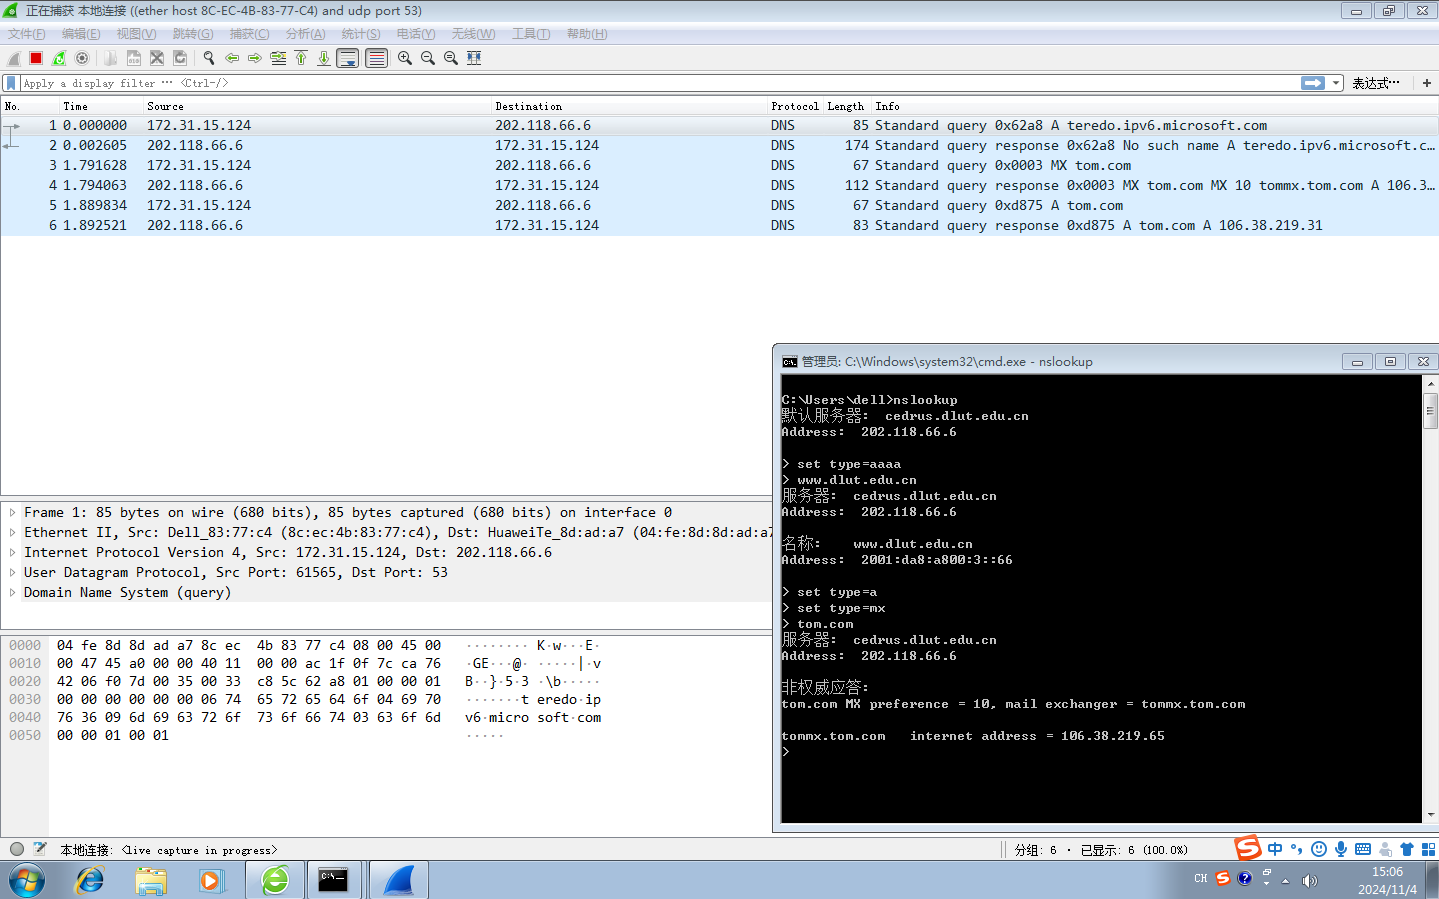 正在捕获 本地连接 ((ether host 8C-EC-4B-83-77-C4) and udp port 53)
文件(F) 编辑(E) 视图(V) 跳转(G) 捕获(C) 分析(A) 统计(S) 电话(Y) 无线(W) 工具(T) 帮助(H)
Apply a display filter ··· <Ctrl-/> 表达式··· +
No. Time Source Destination Protocol Length Info
1 0.000000 172.31.15.124 202.118.66.6 DNS 85 Standard query 0x62a8 A teredo.ipv6.microsoft.com
2 0.002605 202.118.66.6 172.31.15.124 DNS 174 Standard query response 0x62a8 No such name A teredo.ipv6.microsoft.c…
3 1.791628 172.31.15.124 202.118.66.6 DNS 67 Standard query 0x0003 MX tom.com
4 1.794063 202.118.66.6 172.31.15.124 DNS 112 Standard query response 0x0003 MX tom.com MX 10 tommx.tom.com A 106.3…
5 1.889834 172.31.15.124 202.118.66.6 DNS 67 Standard query 0xd875 A tom.com
6 1.892521 202.118.66.6 172.31.15.124 DNS 83 Standard query response 0xd875 A tom.com A 106.38.219.31
Frame 1: 85 bytes on wire (680 bits), 85 bytes captured (680 bits) on interface 0
Ethernet II, Src: Dell_83:77:c4 (8c:ec:4b:83:77:c4), Dst: HuaweiTe_8d:ad:a7 (04:fe:8d:8d:ad:a7
Internet Protocol Version 4, Src: 172.31.15.124, Dst: 202.118.66.6
User Datagram Protocol, Src Port: 61565, Dst Port: 53
Domain Name System (query)
0000 04 fe 8d 8d ad a7 8c ec 4b 83 77 c4 08 00 45 00 ········ K·w···E·
0010 00 47 45 a0 00 00 40 11 00 00 ac 1f 0f 7c ca 76 ·GE···@· ·····|·v
0020 42 06 f0 7d 00 35 00 33 c8 5c 62 a8 01 00 00 01 B··}·5·3 ·\b·····
0030 00 00 00 00 00 00 06 74 65 72 65 64 6f 04 69 70 ·······t eredo·ip
0040 76 36 09 6d 69 63 72 6f 73 6f 66 74 03 63 6f 6d v6·micro soft·com
0050 00 00 01 00 01 ·····
管理员: C:\Windows\system32\cmd.exe - nslookup
C:\Users\dell>nslookup
默认服务器: cedrus.dlut.edu.cn
Address: 202.118.66.6
> set type=aaaa
> www.dlut.edu.cn
服务器: cedrus.dlut.edu.cn
Address: 202.118.66.6
名称: www.dlut.edu.cn
Address: 2001:da8:a800:3::66
> set type=a
> set type=mx
> tom.com
服务器: cedrus.dlut.edu.cn
Address: 202.118.66.6
非权威应答:
tom.com MX preference = 10, mail exchanger = tommx.tom.com
tommx.tom.com internet address = 106.38.219.65
>
本地连接: <live capture in progress> 分组: 6 · 已显示: 6 (100.0%)
中
CH
15:06
2024/11/4